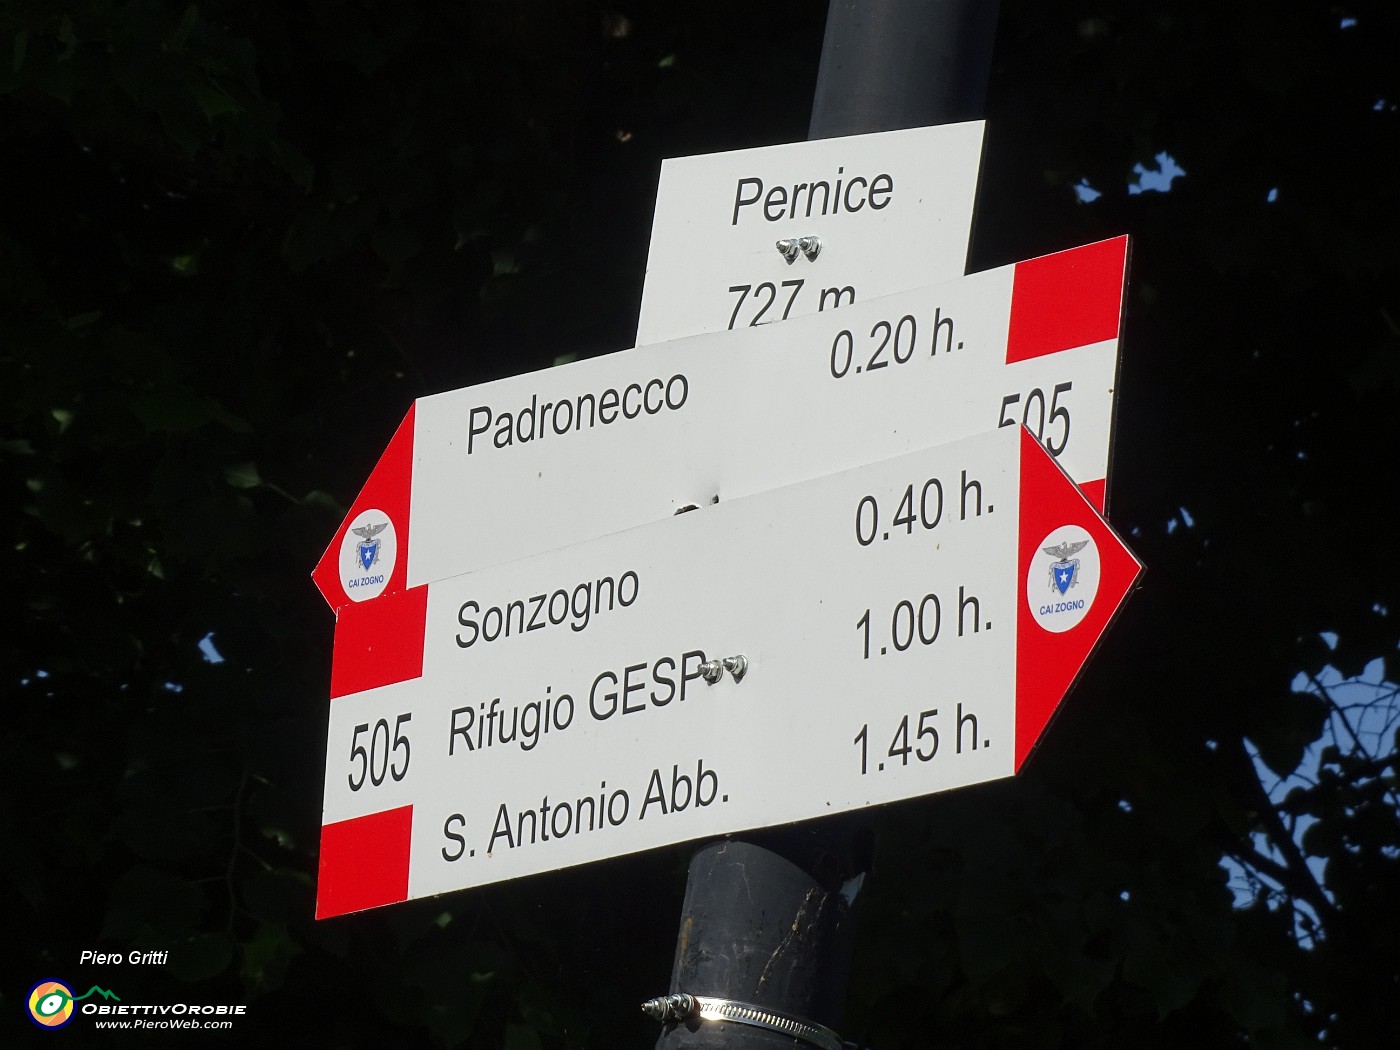 Pernice
727 m
Padronecco 0.20 h.
505
CAI ZOGNO
Sonzogno 0.40 h.
505 Rifugio GESP 1.00 h.
S. Antonio Abb. 1.45 h.
CAI ZOGNO
Piero Gritti
OBIETTIVOROBIE
www.PieroWeb.com